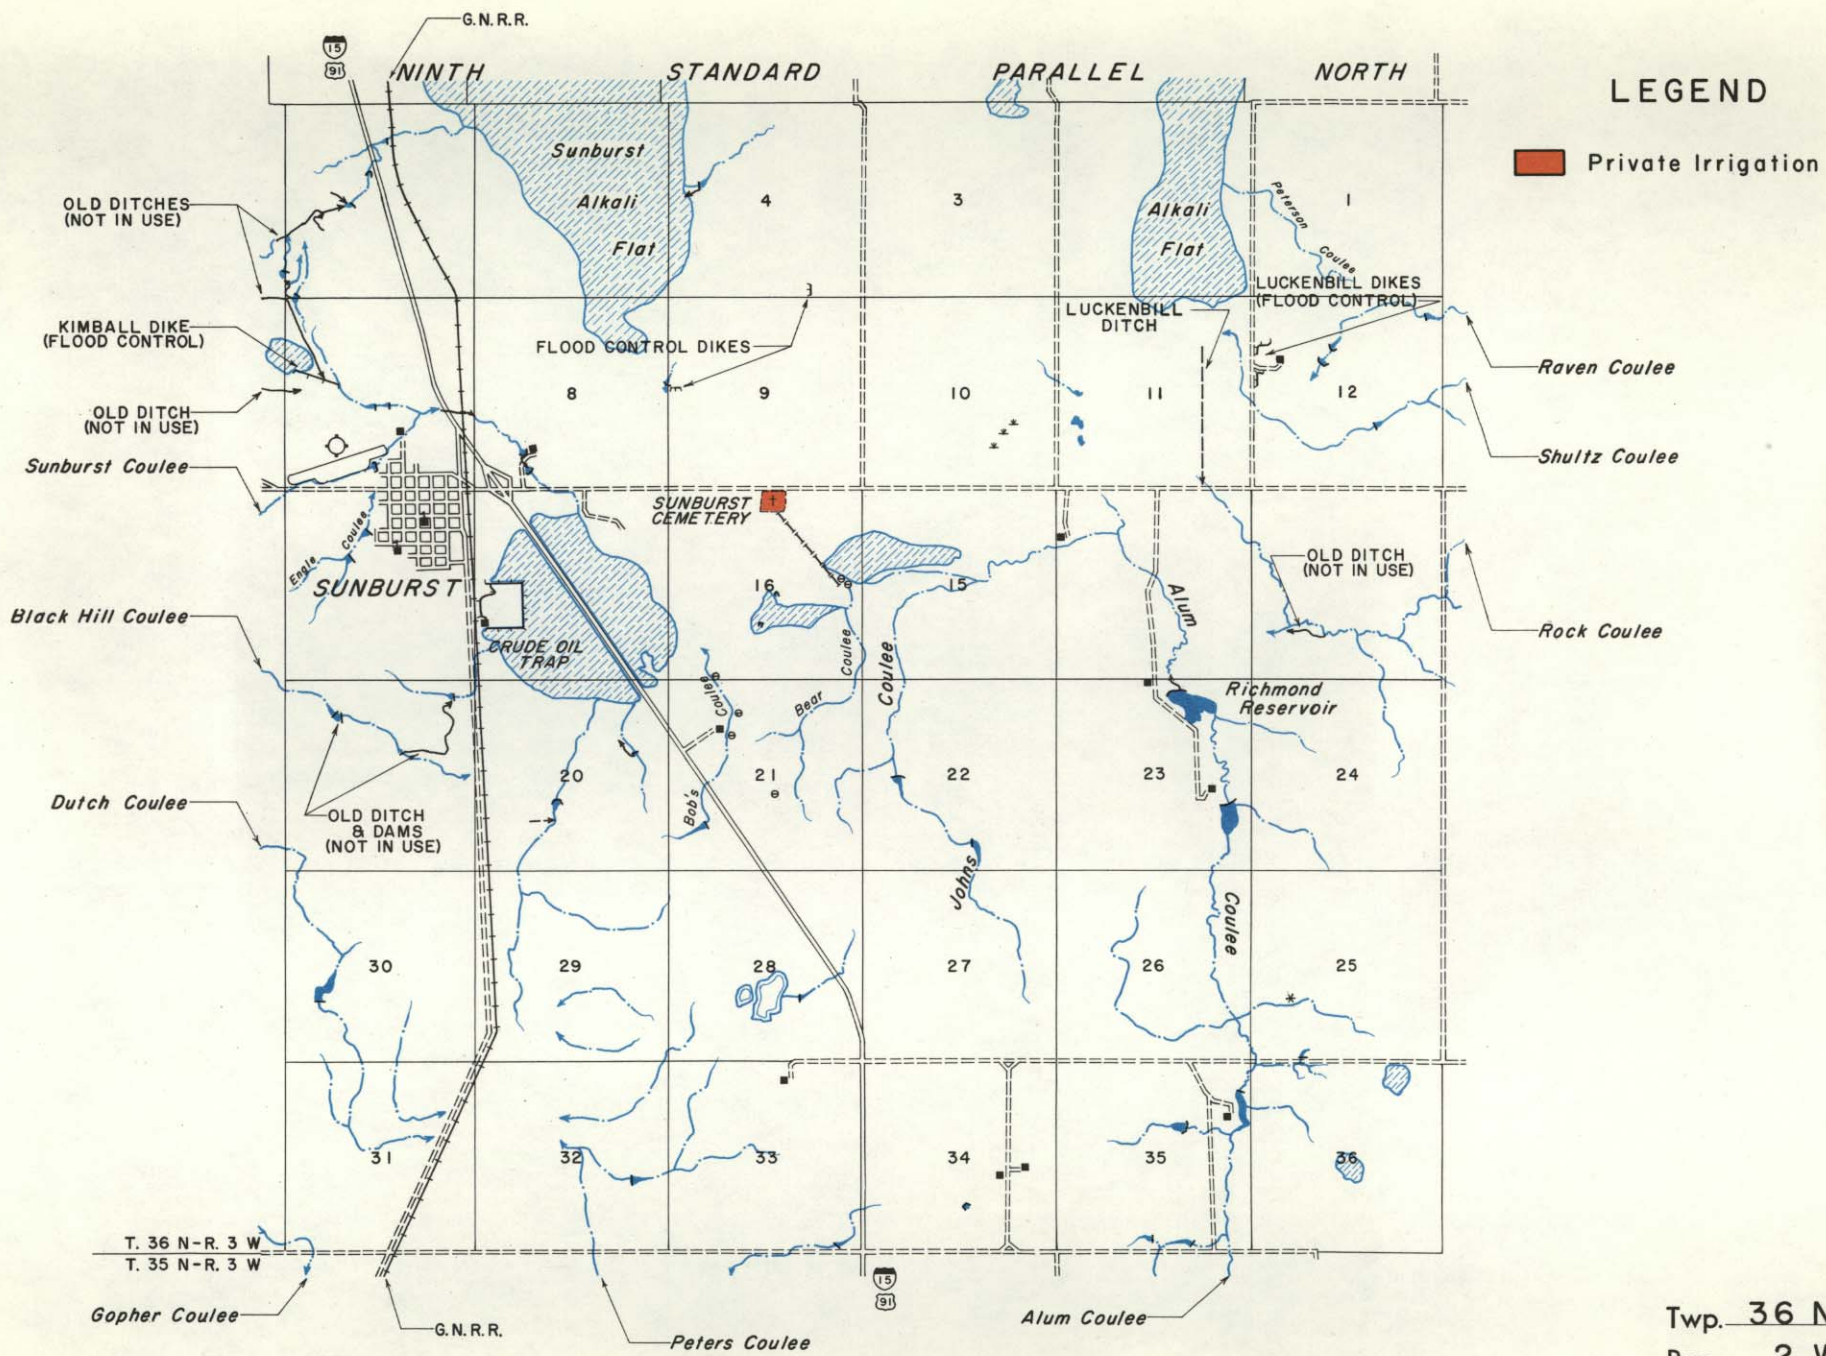 G.N.R.R.
15
91
NINTH STANDARD PARALLEL NORTH
LEGEND
Private Irrigation
Sunburst
Alkali
Flat
4
3
Alkali
Flat
Peterson
Coulee
1
OLD DITCHES
(NOT IN USE)
KIMBALL DIKE
(FLOOD CONTROL)
OLD DITCH
(NOT IN USE)
Sunburst Coulee
FLOOD CONTROL DIKES
LUCKENBILL
DITCH
LUCKENBILL DIKES
(FLOOD CONTROL)
Raven Coulee
8
9
10
11
12
Shultz Coulee
SUNBURST
CEMETERY
Engle
Coulee
SUNBURST
Black Hill Coulee
CRUDE OIL
TRAP
16
15
Alum
OLD DITCH
(NOT IN USE)
Rock Coulee
Coulee
Coulee
Coulee
Bear
Richmond
Reservoir
20
21
22
23
24
Bob's
Dutch Coulee
OLD DITCH
& DAMS
(NOT IN USE)
Johns
Coulee
30
29
28
27
26
25
31
32
33
34
35
36
T. 36 N-R. 3 W
T. 35 N-R. 3 W
15
91
Gopher Coulee
G.N.R.R.
Peters Coulee
Alum Coulee
Twp. 36 N